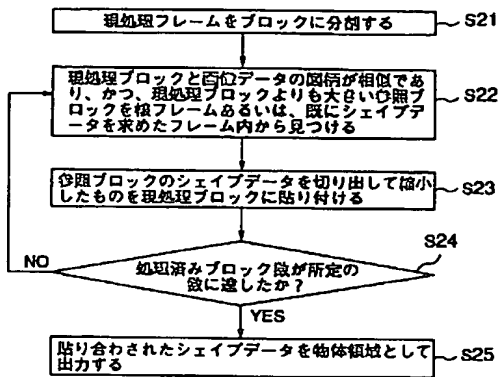 現処理フレームをブロックに分割する
S21
現処理ブロックと画像データの図柄が相似であ
り、かつ、現処理ブロックよりも大きい参照ブ
ロックを フレームあるいは、既にシェイプデ
ータを求めたフレーム内から見つける
S22
参照ブロックのシェイプデータを切り出して縮小
したものを現処理ブロックに貼り付ける
S23
処理済みブロック数が所定の
数に達したか？
S24
NO
YES
貼り合わされたシェイプデータを物体領域として
出力する
S25